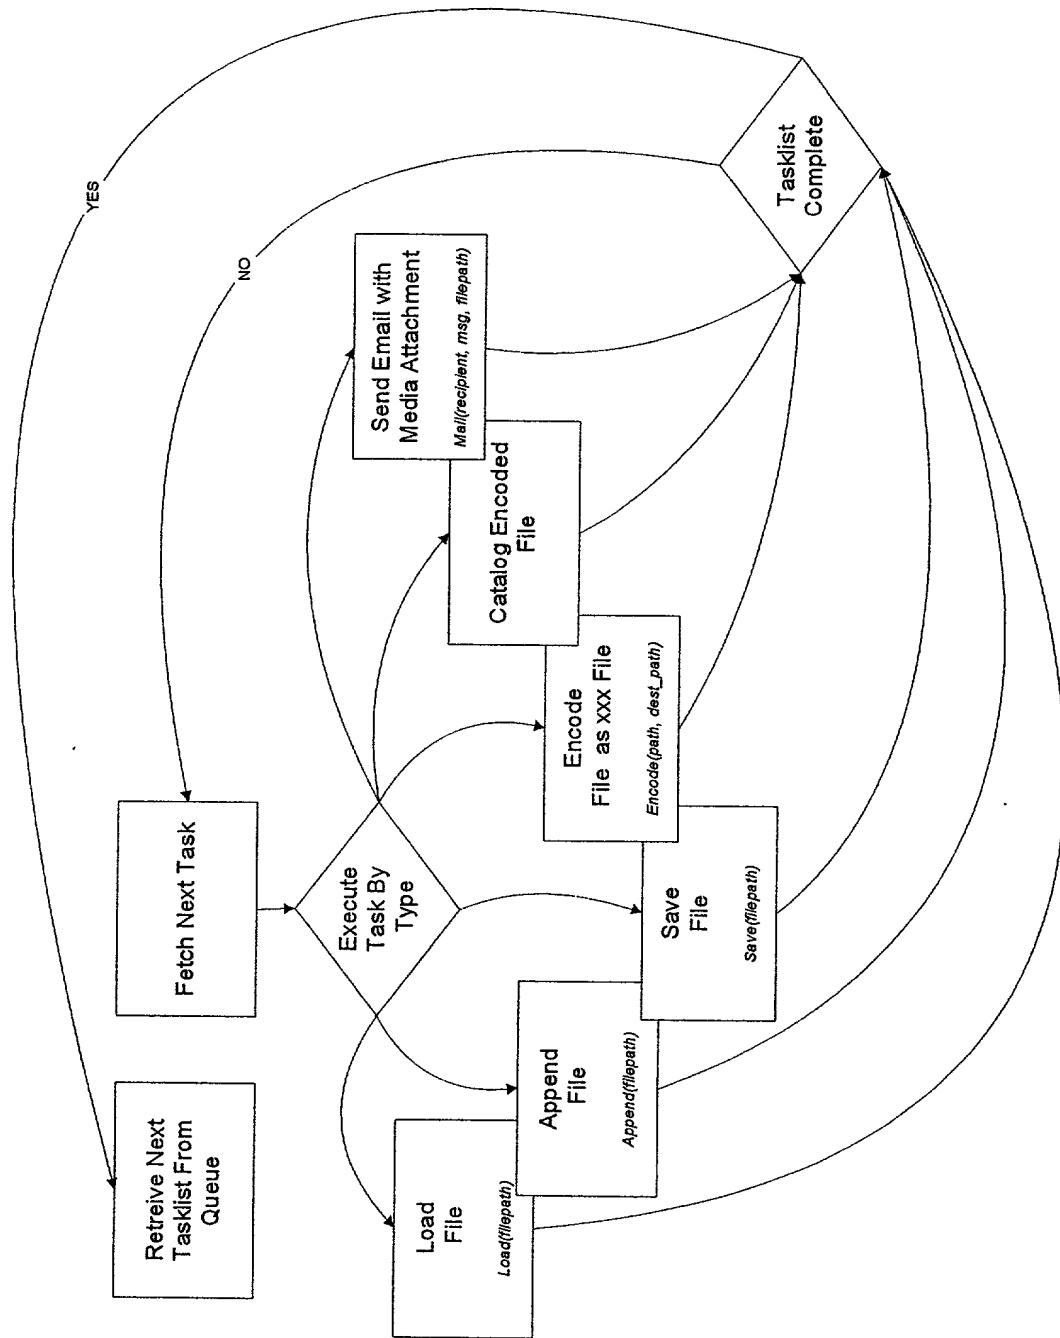 Retreive Next
Tasklist From
Queue
Fetch Next Task
Execute
Task By
Type
Load
File
Load(filepath)
Append
File
Append(filepath)
Save
File
Save(filepath)
Encode
File as xxx File
Encode(path, dest_path)
Catalog Encoded
File
Send Email with
Media Attachment
Mail(recipient, msg, filepath)
Tasklist
Complete
NO
YES